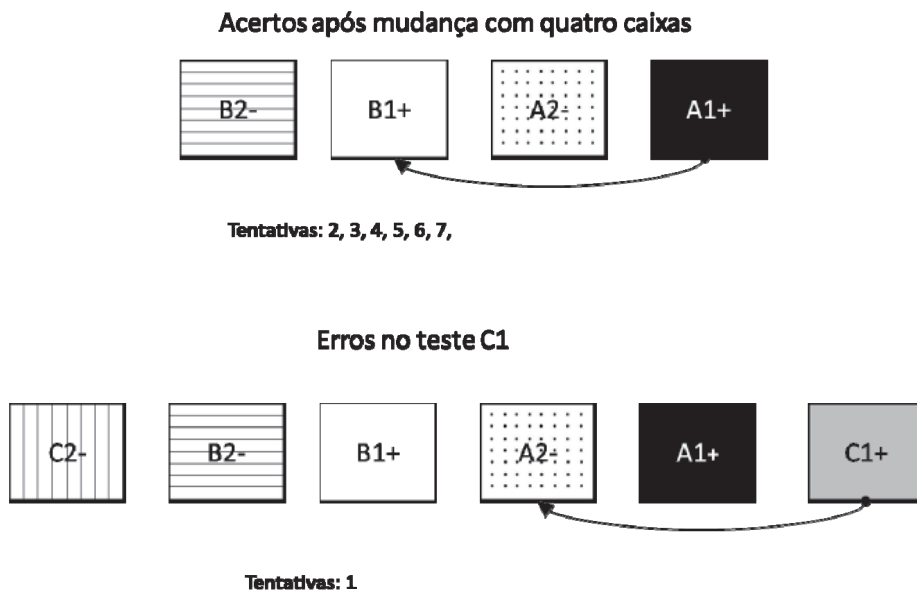 Acertos após mudança com quatro caixas
B2- B1+ A2- A1+
Tentativas: 2, 3, 4, 5, 6, 7,
Erros no teste C1
C2- B2- B1+ A2- A1+ C1+
Tentativas: 1